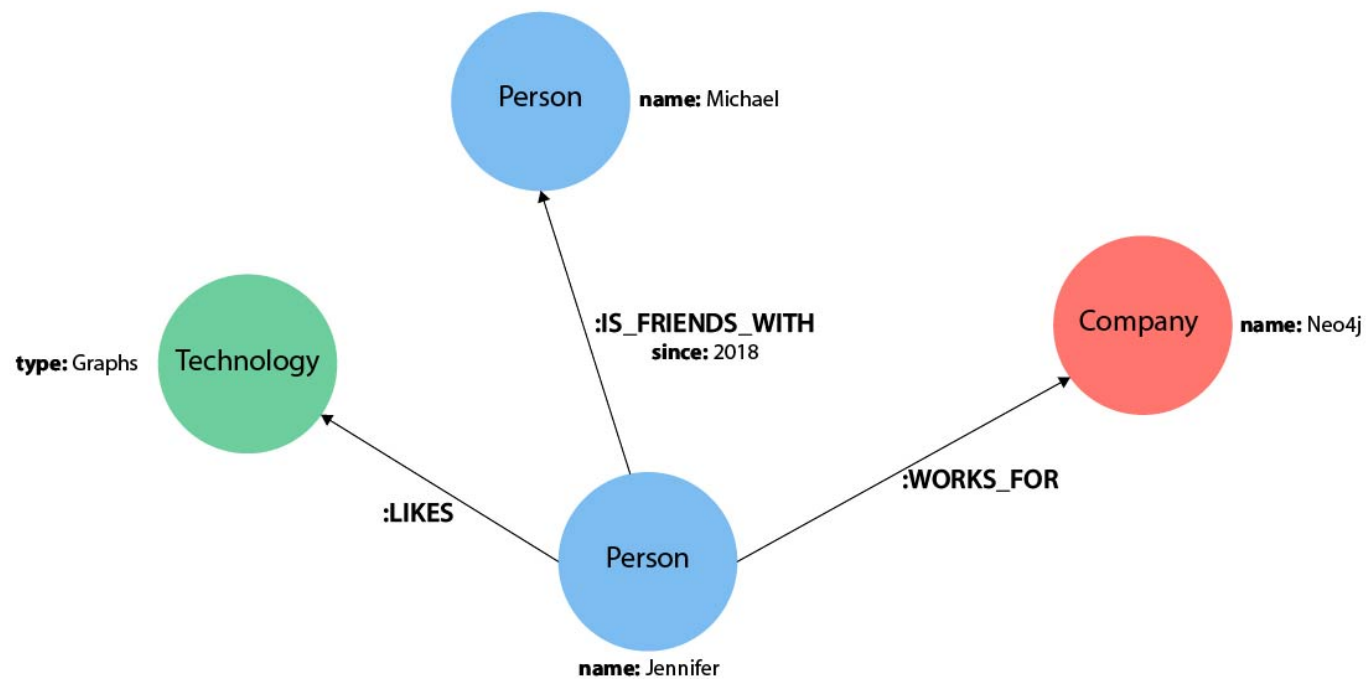 Person
name: Michael
:IS_FRIENDS_WITH
since: 2018
Company
name: Neo4j
type: Graphs
Technology
:WORKS_FOR
:LIKES
Person
name: Jennifer